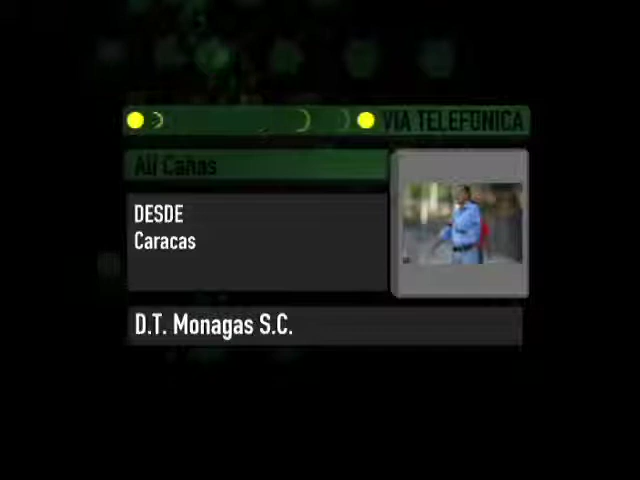 VIA TELEFONICA
Ali Cañas
DESDE
Caracas
D.T. Monagas S.C.